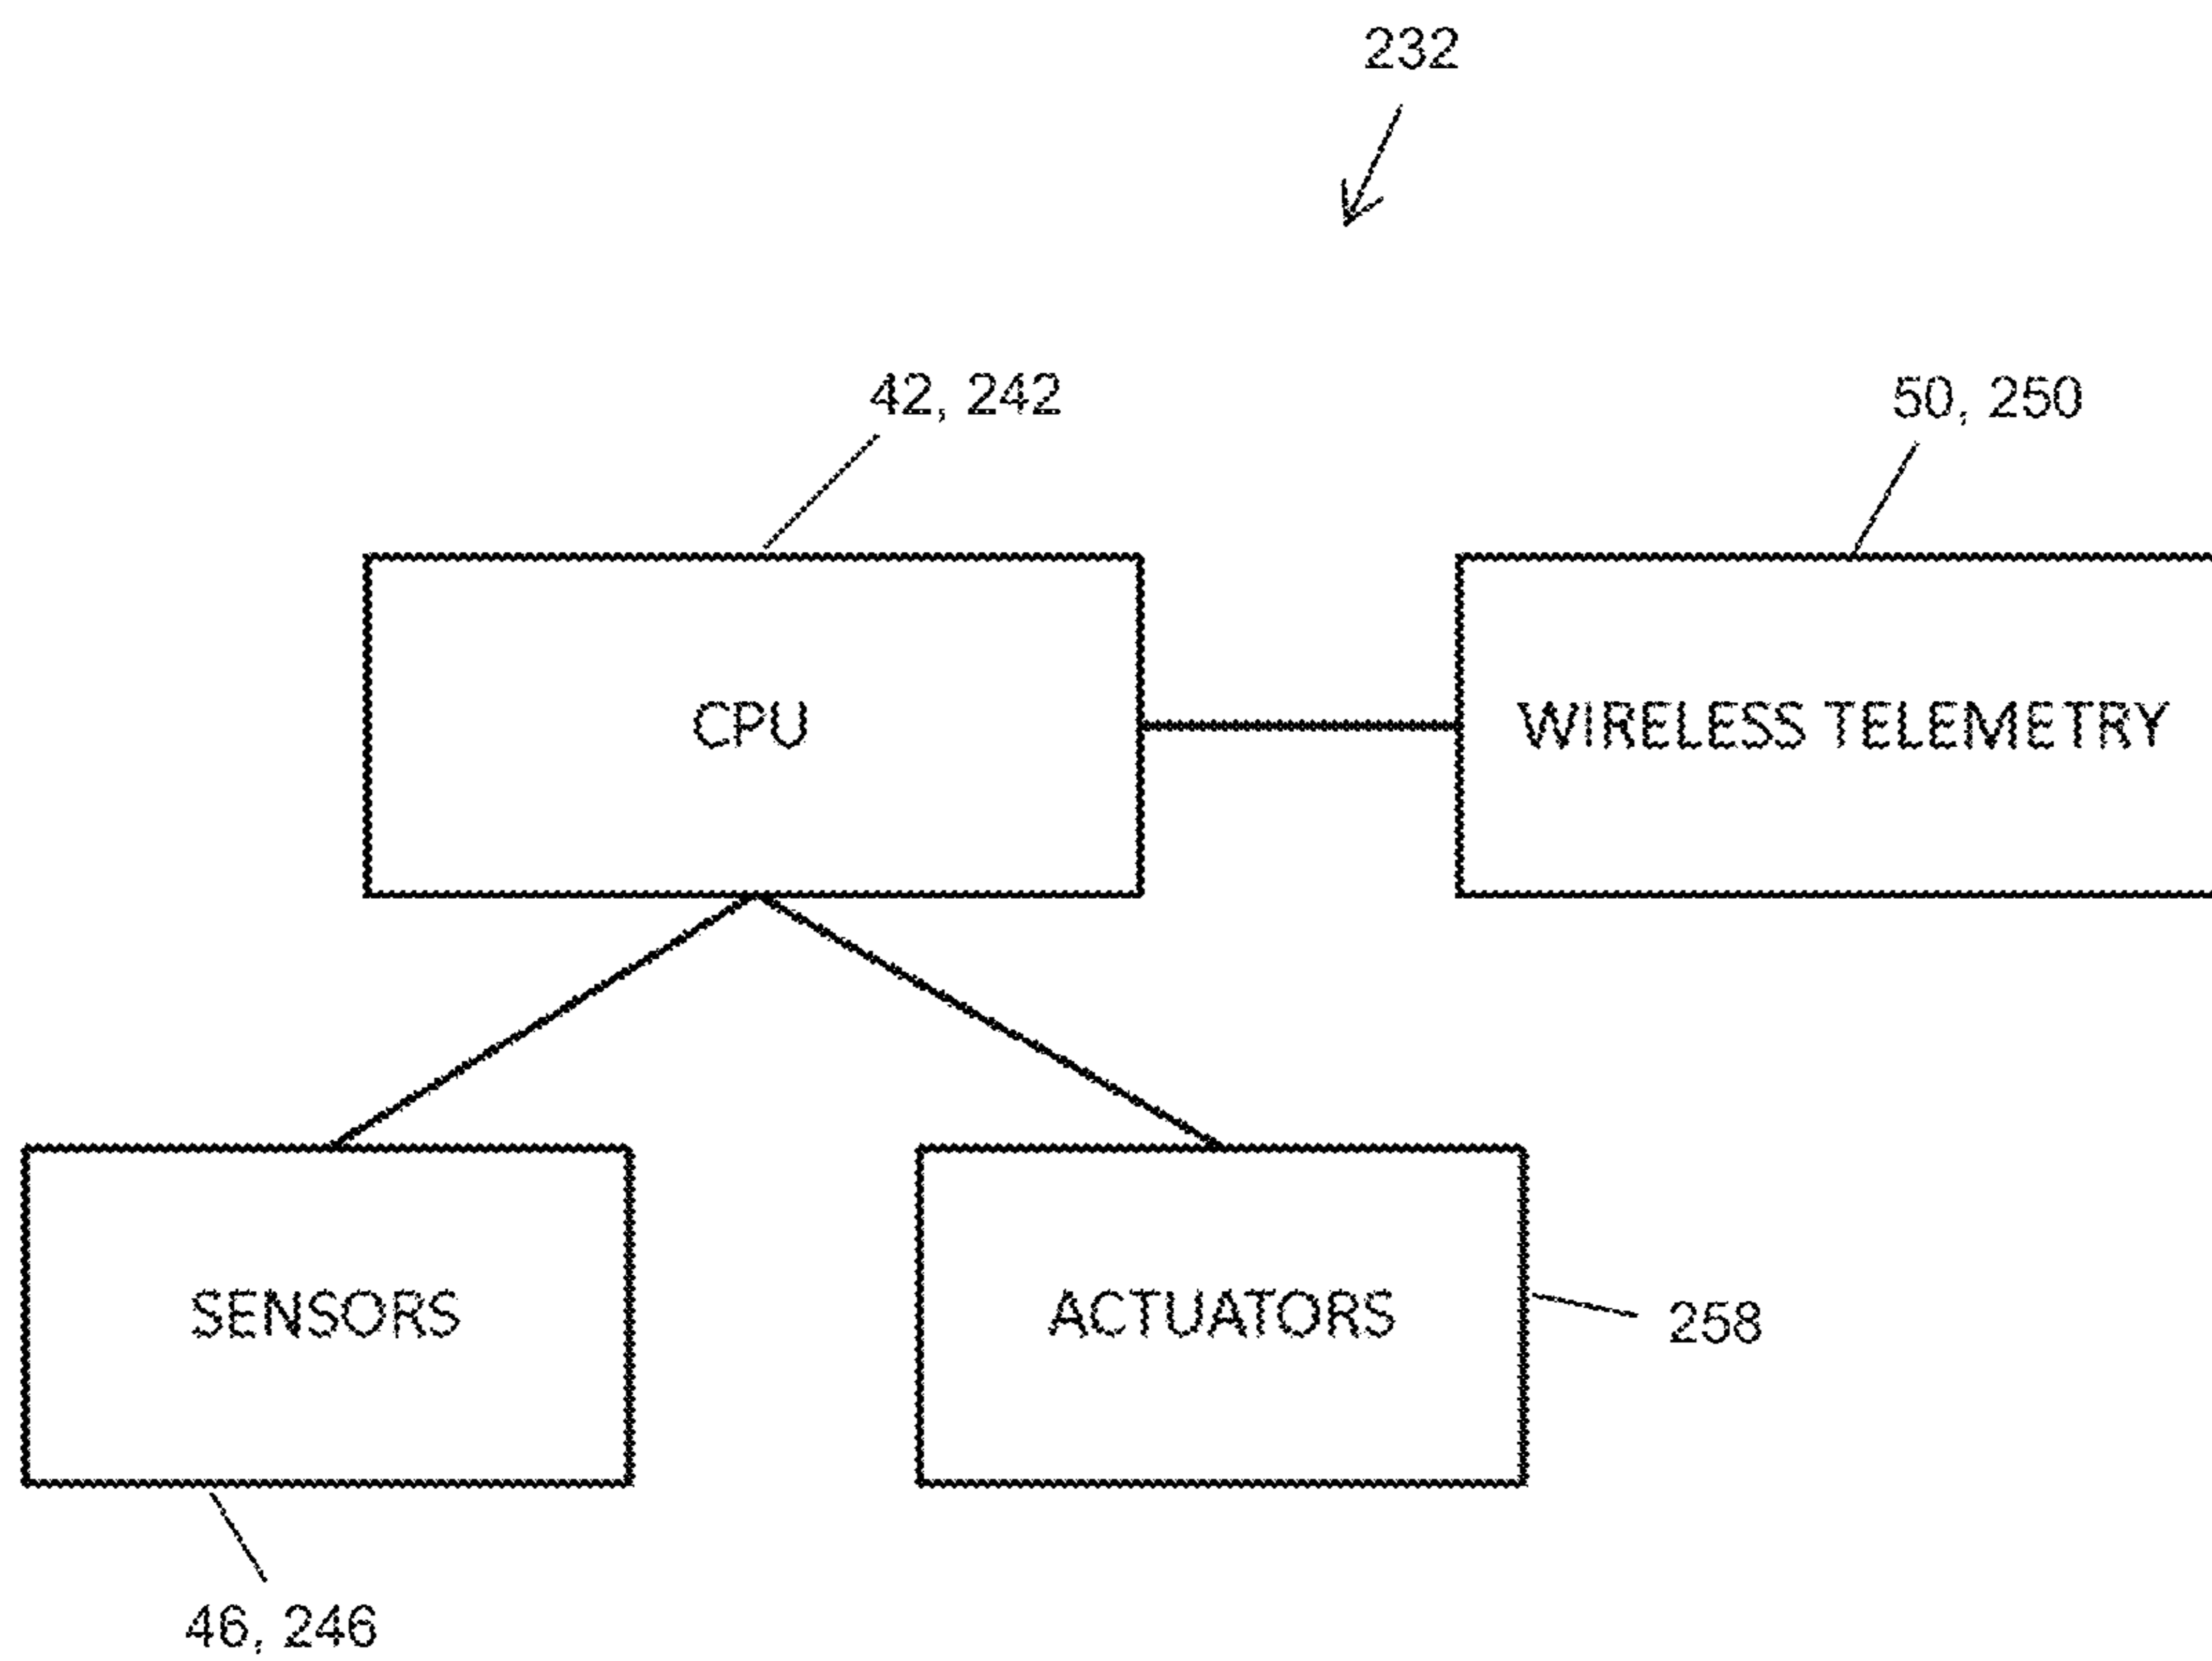 232
42, 242
50, 250
CPU
WIRELESS TELEMETRY
SENSORS
ACTUATORS
258
46, 246